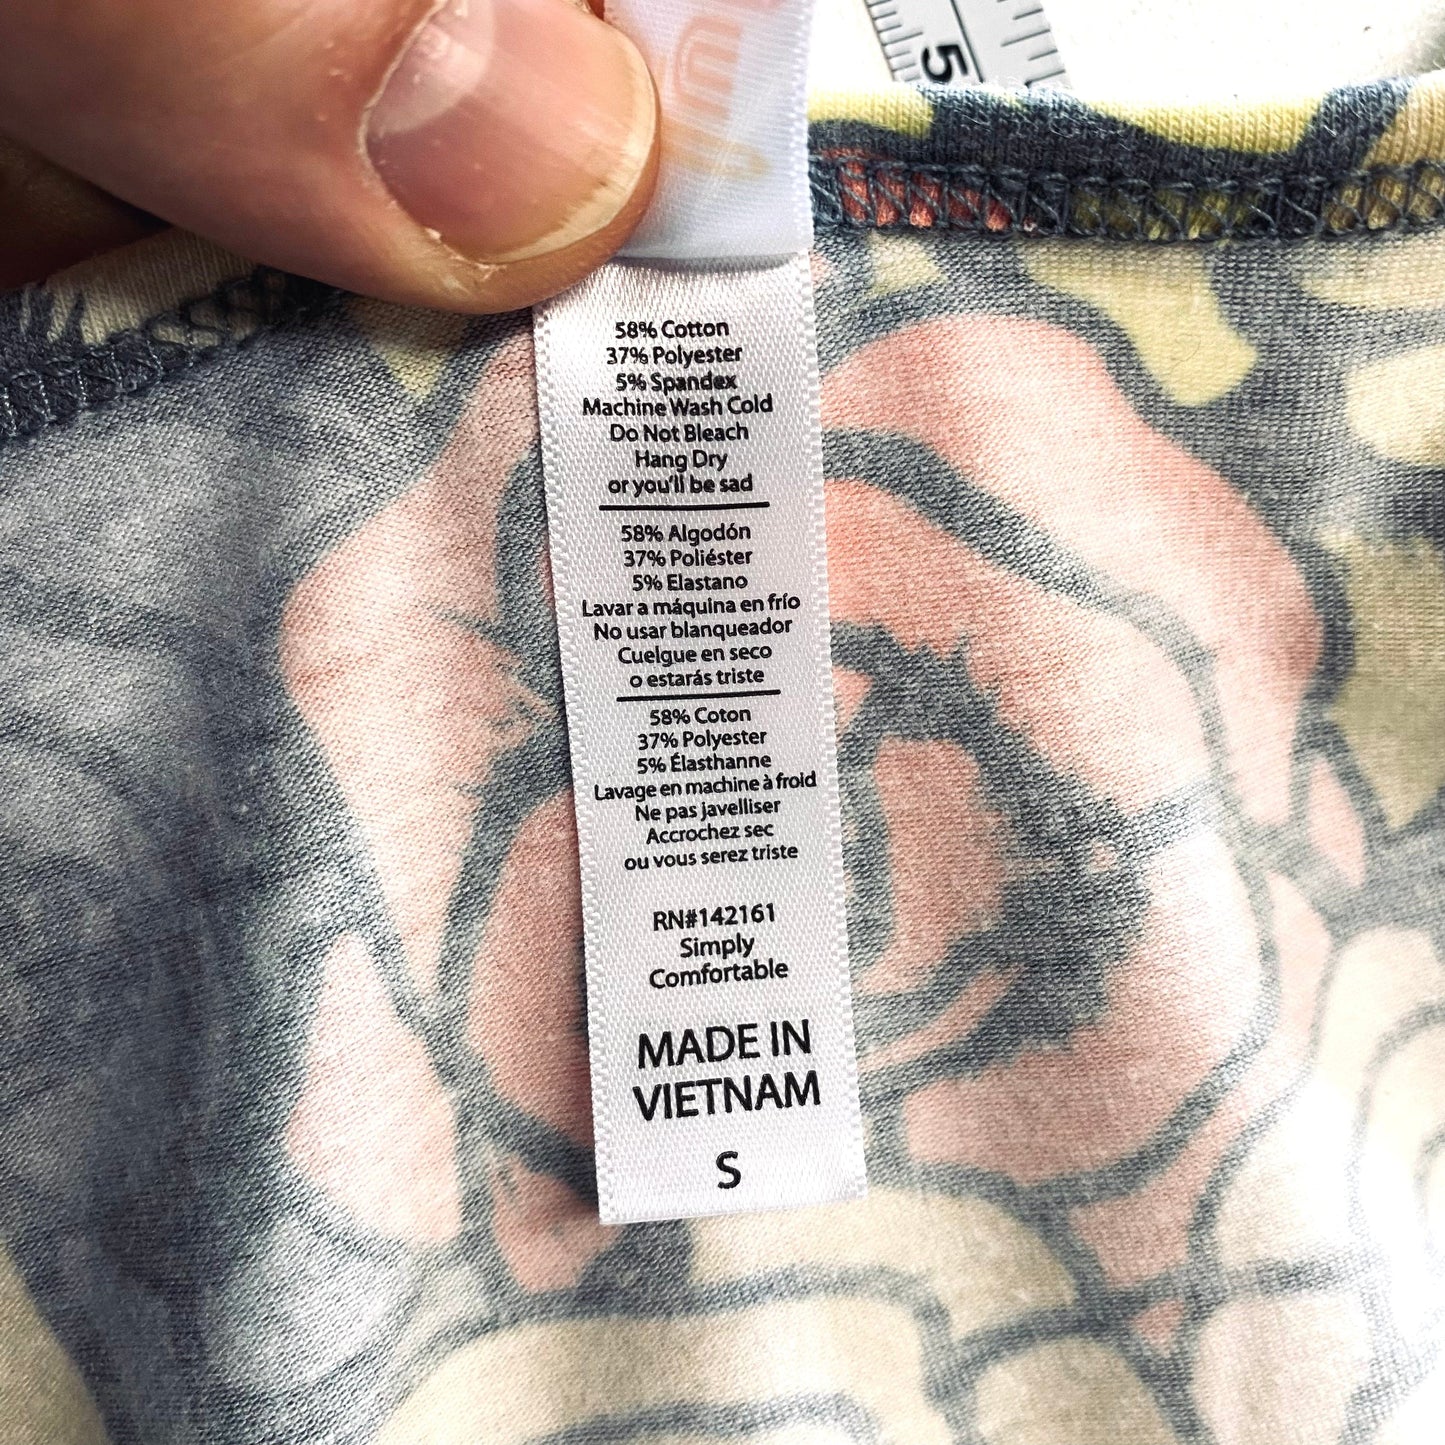 5
58% Cotton
37% Polyester
5% Spandex
Machine Wash Cold
Do Not Bleach
Hang Dry
or you'll be sad
58% Algodón
37% Poliéster
5% Elastano
Lavar a máquina en frío
No usar blanqueador
Cuelgue en seco
o estarás triste
58% Coton
37% Polyester
5% Élasthanne
Lavage en machine à froid
Ne pas javelliser
Accrochez sec
ou vous serez triste
RN#142161
Simply
Comfortable
MADE IN
VIETNAM
S